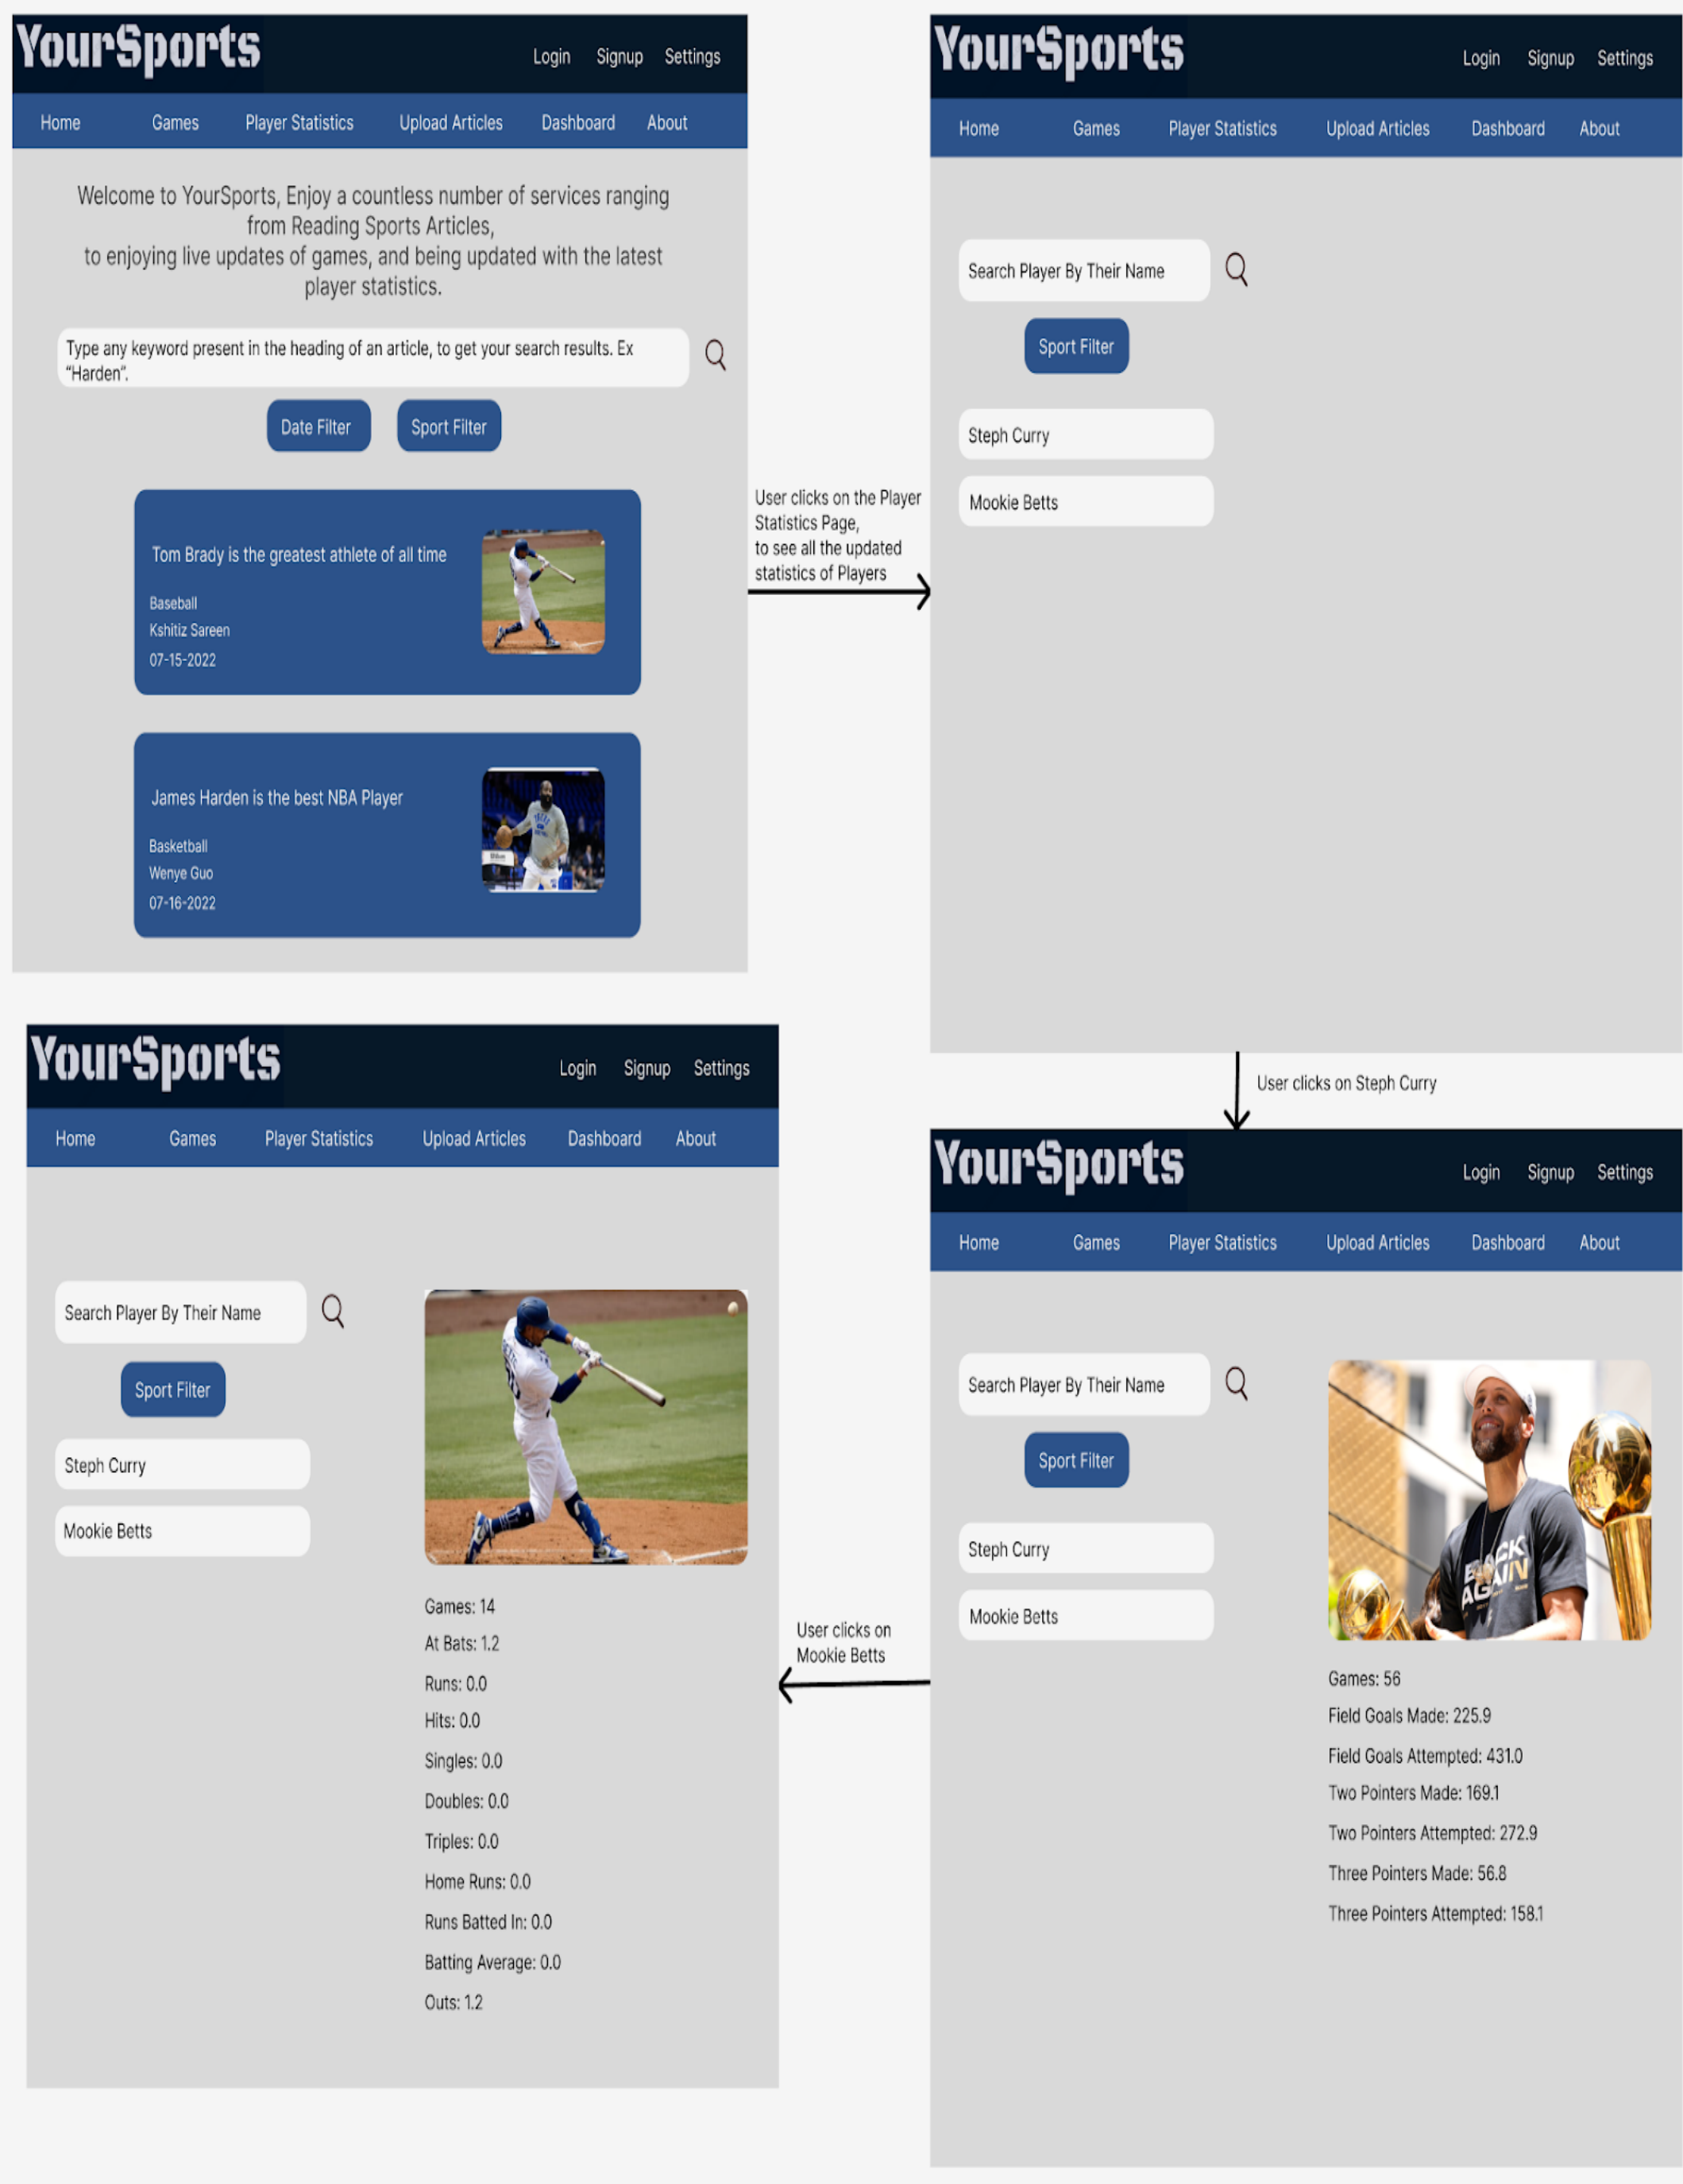 YourSports
Login Signup Settings
Home Games Player Statistics Upload Articles Dashboard About
Welcome to YourSports, Enjoy a countless number of services ranging
from Reading Sports Articles,
to enjoying live updates of games, and being updated with the latest
player statistics.
Type any keyword present in the heading of an article, to get your search results. Ex
“Harden”.
Date Filter Sport Filter
Tom Brady is the greatest athlete of all time
Baseball
Kshitiz Sareen
07-15-2022
James Harden is the best NBA Player
Basketball
Wenye Guo
07-16-2022
User clicks on the Player
Statistics Page,
to see all the updated
statistics of Players
YourSports
Login Signup Settings
Home Games Player Statistics Upload Articles Dashboard About
Search Player By Their Name
Sport Filter
Steph Curry
Mookie Betts
User clicks on Steph Curry
YourSports
Login Signup Settings
Home Games Player Statistics Upload Articles Dashboard About
Search Player By Their Name
Sport Filter
Steph Curry
Mookie Betts
BACK
AGAIN
Games: 56
Field Goals Made: 225.9
Field Goals Attempted: 431.0
Two Pointers Made: 169.1
Two Pointers Attempted: 272.9
Three Pointers Made: 56.8
Three Pointers Attempted: 158.1
User clicks on
Mookie Betts
YourSports
Login Signup Settings
Home Games Player Statistics Upload Articles Dashboard About
Search Player By Their Name
Sport Filter
Steph Curry
Mookie Betts
Games: 14
At Bats: 1.2
Runs: 0.0
Hits: 0.0
Singles: 0.0
Doubles: 0.0
Triples: 0.0
Home Runs: 0.0
Runs Batted In: 0.0
Batting Average: 0.0
Outs: 1.2